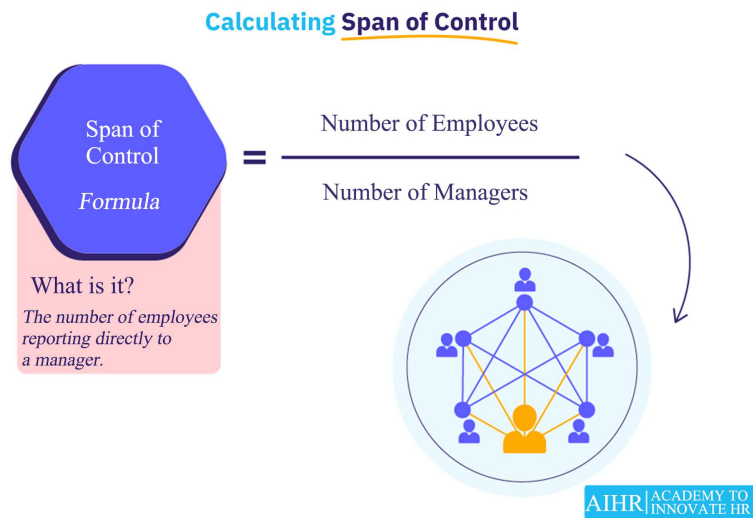 Calculating Span of Control
Span of
Control
Formula
=
Number of Employees
Number of Managers
What is it?
The number of employees
reporting directly to
a manager.
AIHR | ACADEMY TO
INNOVATE HR